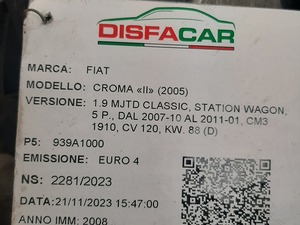 DISFACAR
MARCA: FIAT
MODELLO: CROMA «II» (2005)
VERSIONE: 1.9 MJTD CLASSIC, STATION WAGON,
5 P., DAL 2007-10 AL 2011-01, CM3
1910, CV 120, KW. 88 (D)
P5: 939A1000
EMISSIONE: EURO 4
NS: 2281/2023
DATA: 21/11/2023 15:47:00
ANNO IMM: 2008